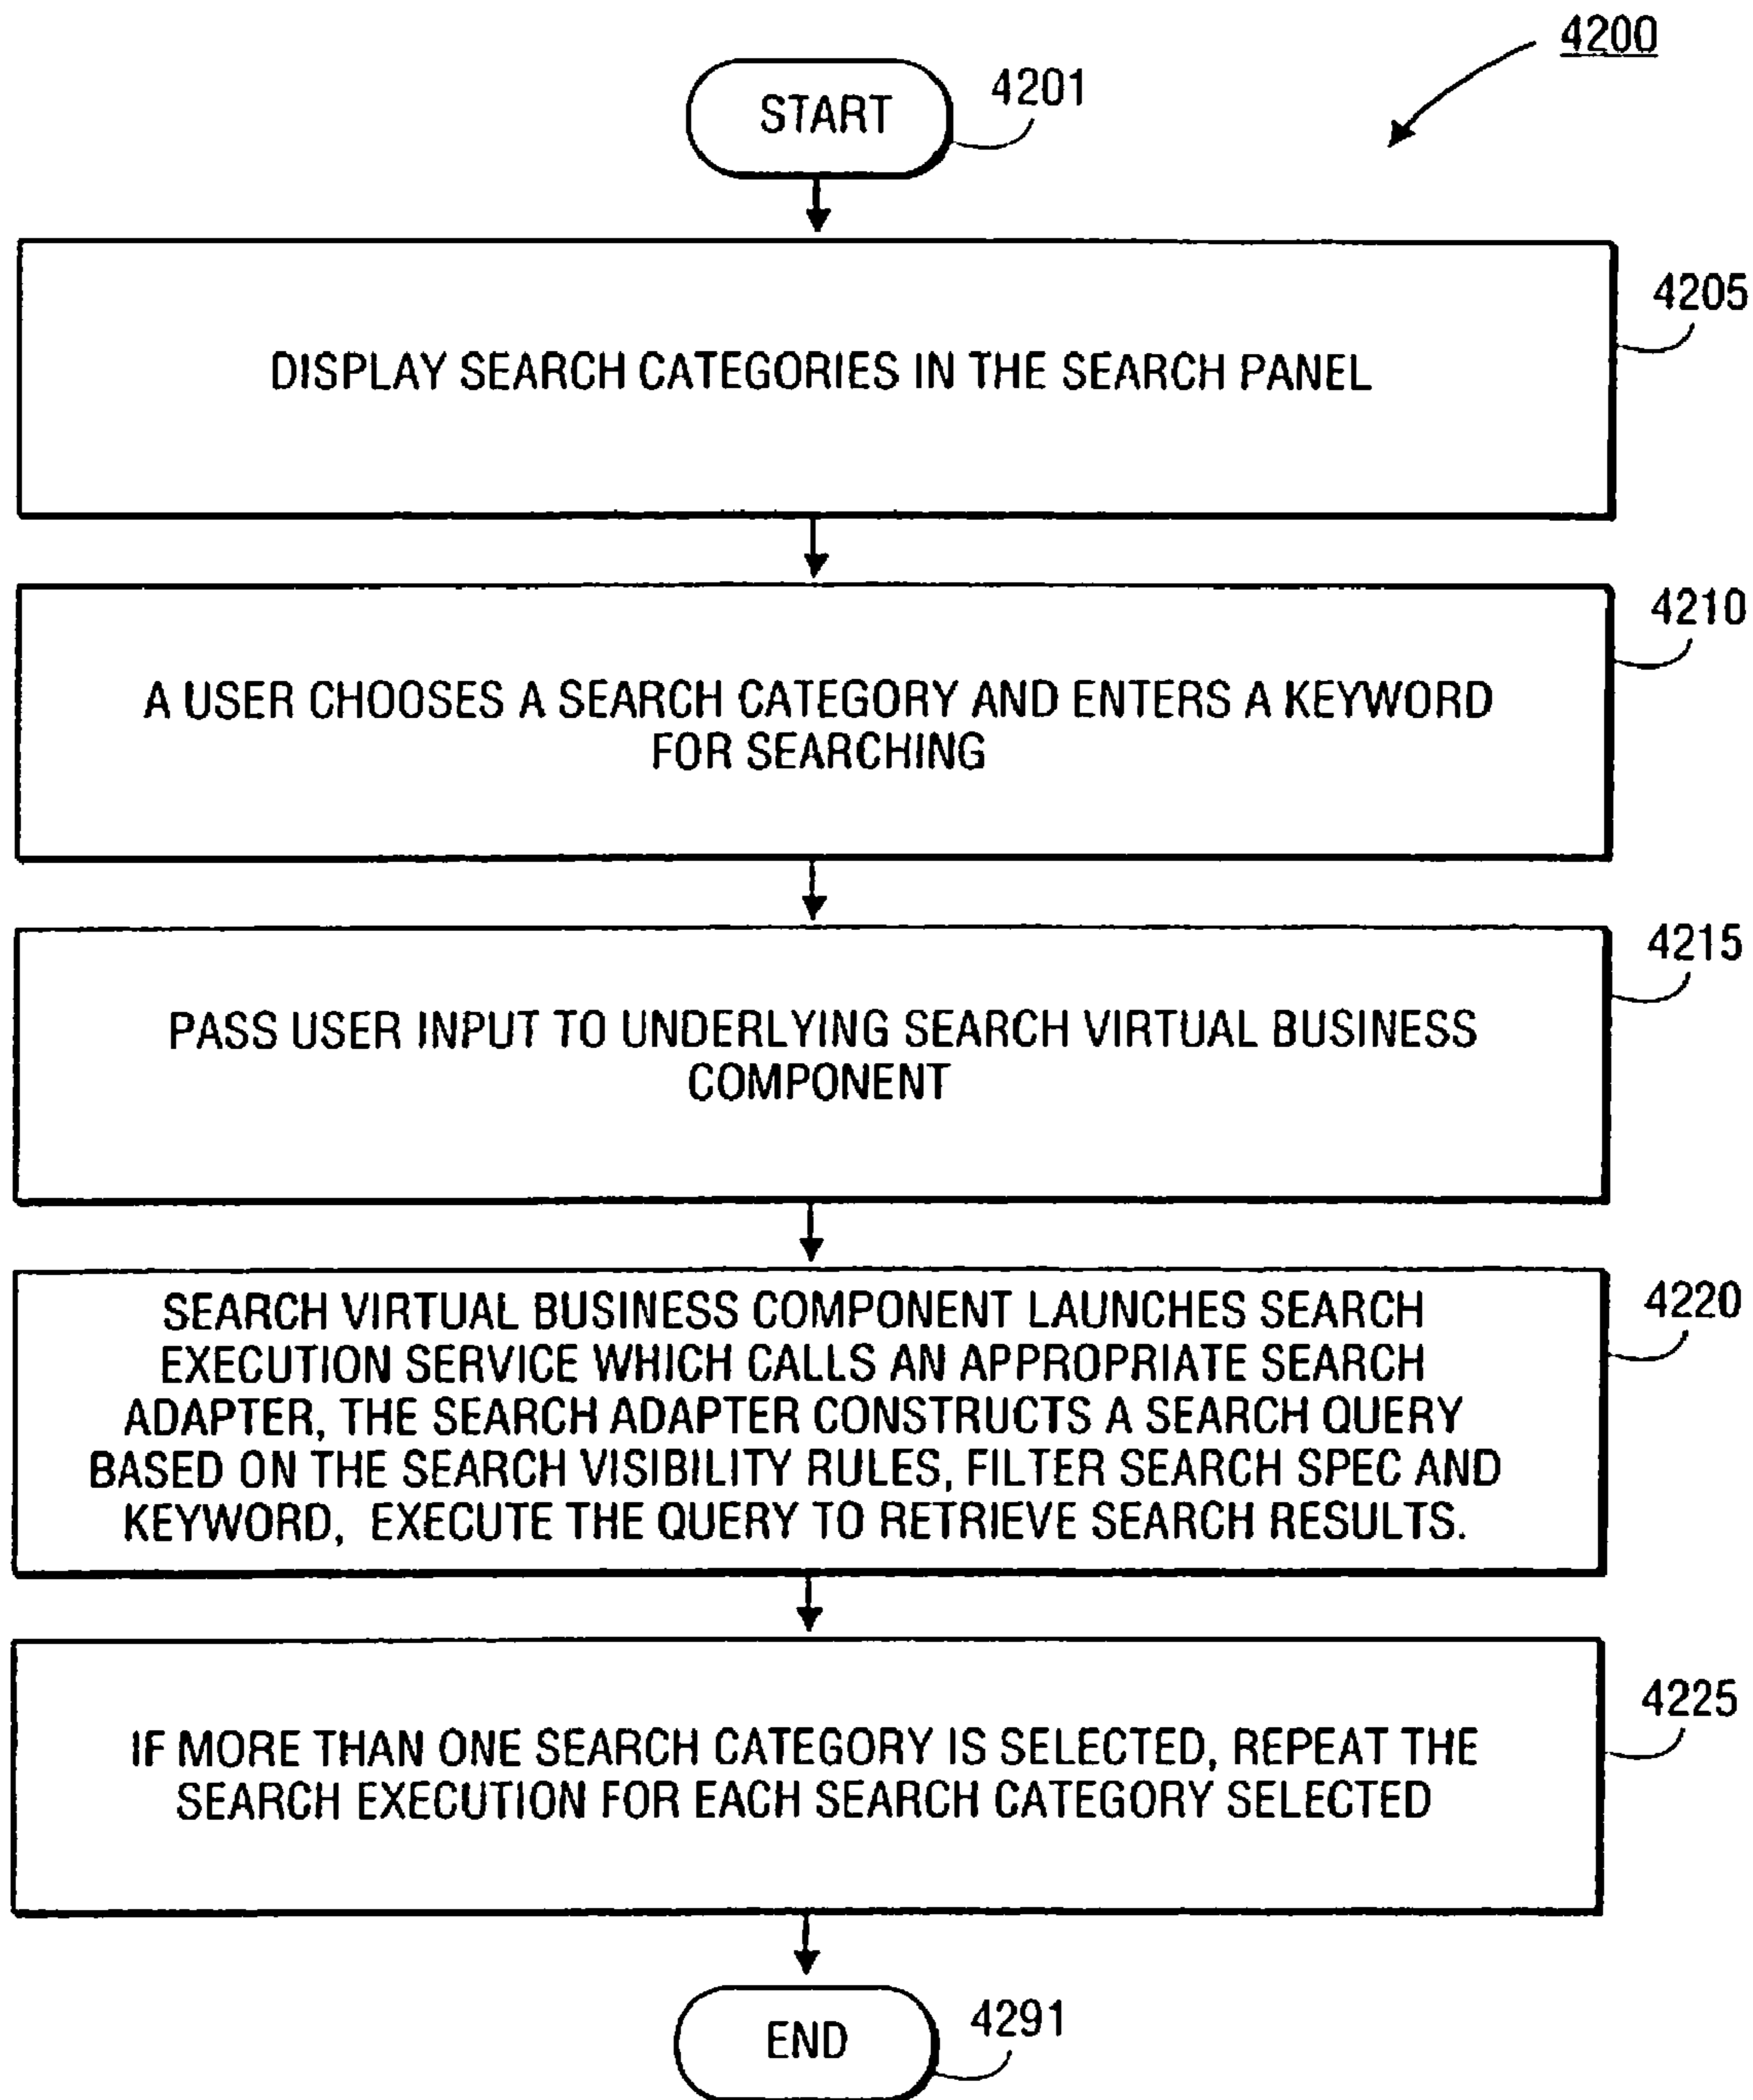 4200
START
4201
DISPLAY SEARCH CATEGORIES IN THE SEARCH PANEL
4205
A USER CHOOSES A SEARCH CATEGORY AND ENTERS A KEYWORD
FOR SEARCHING
4210
PASS USER INPUT TO UNDERLYING SEARCH VIRTUAL BUSINESS
COMPONENT
4215
SEARCH VIRTUAL BUSINESS COMPONENT LAUNCHES SEARCH
EXECUTION SERVICE WHICH CALLS AN APPROPRIATE SEARCH
ADAPTER, THE SEARCH ADAPTER CONSTRUCTS A SEARCH QUERY
BASED ON THE SEARCH VISIBILITY RULES, FILTER SEARCH SPEC AND
KEYWORD, EXECUTE THE QUERY TO RETRIEVE SEARCH RESULTS.
4220
IF MORE THAN ONE SEARCH CATEGORY IS SELECTED, REPEAT THE
SEARCH EXECUTION FOR EACH SEARCH CATEGORY SELECTED
4225
END
4291